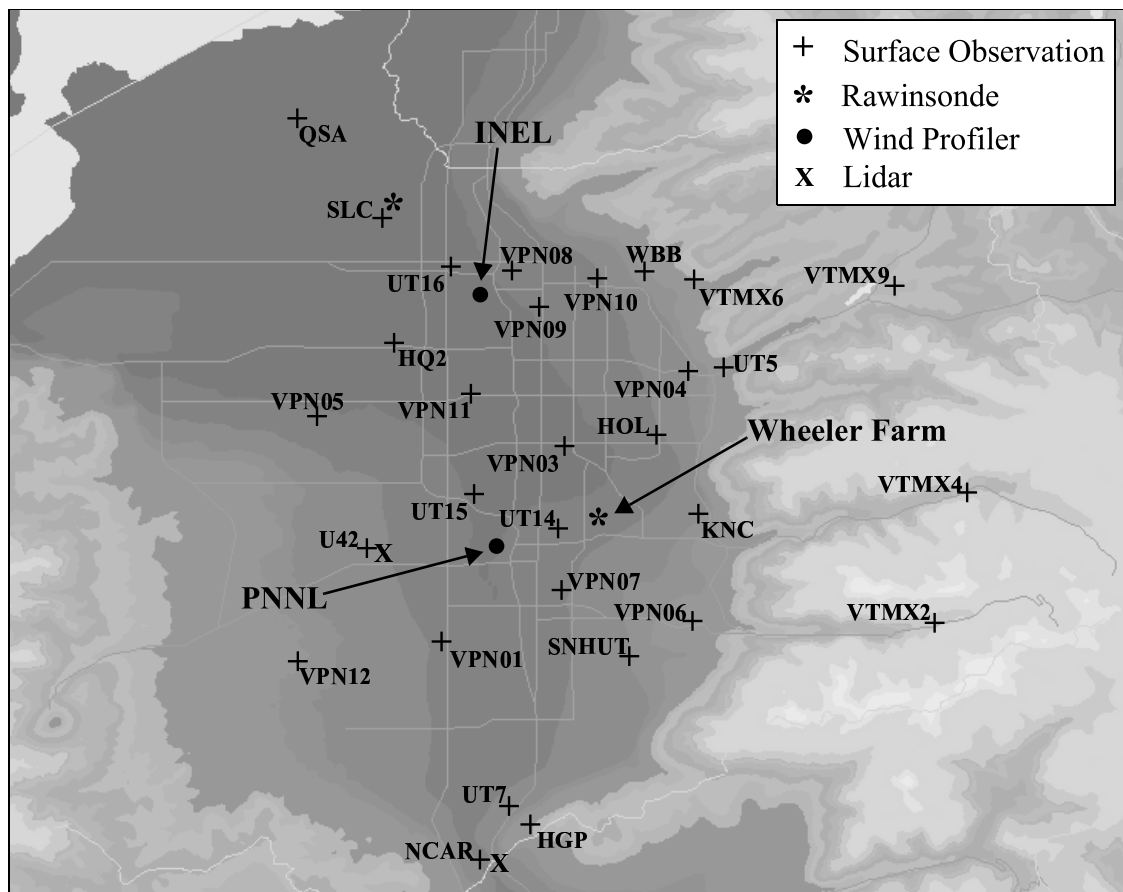 Surface Observation
Rawinsonde
Wind Profiler
X Lidar
QSA
INEL
SLC
VPN08
WBB
UT16
VTMX9
VPN10
VTMX6
VPN09
HQ2
UT5
VPN04
VPN05
VPN11
HOL
Wheeler Farm
VPN03
VTMX4
UT15
UT14
KNC
U42
X
VPN07
PNNL
VPN06
VTMX2
SNHUT
VPN01
VPN12
UT7
HGP
NCAR
X